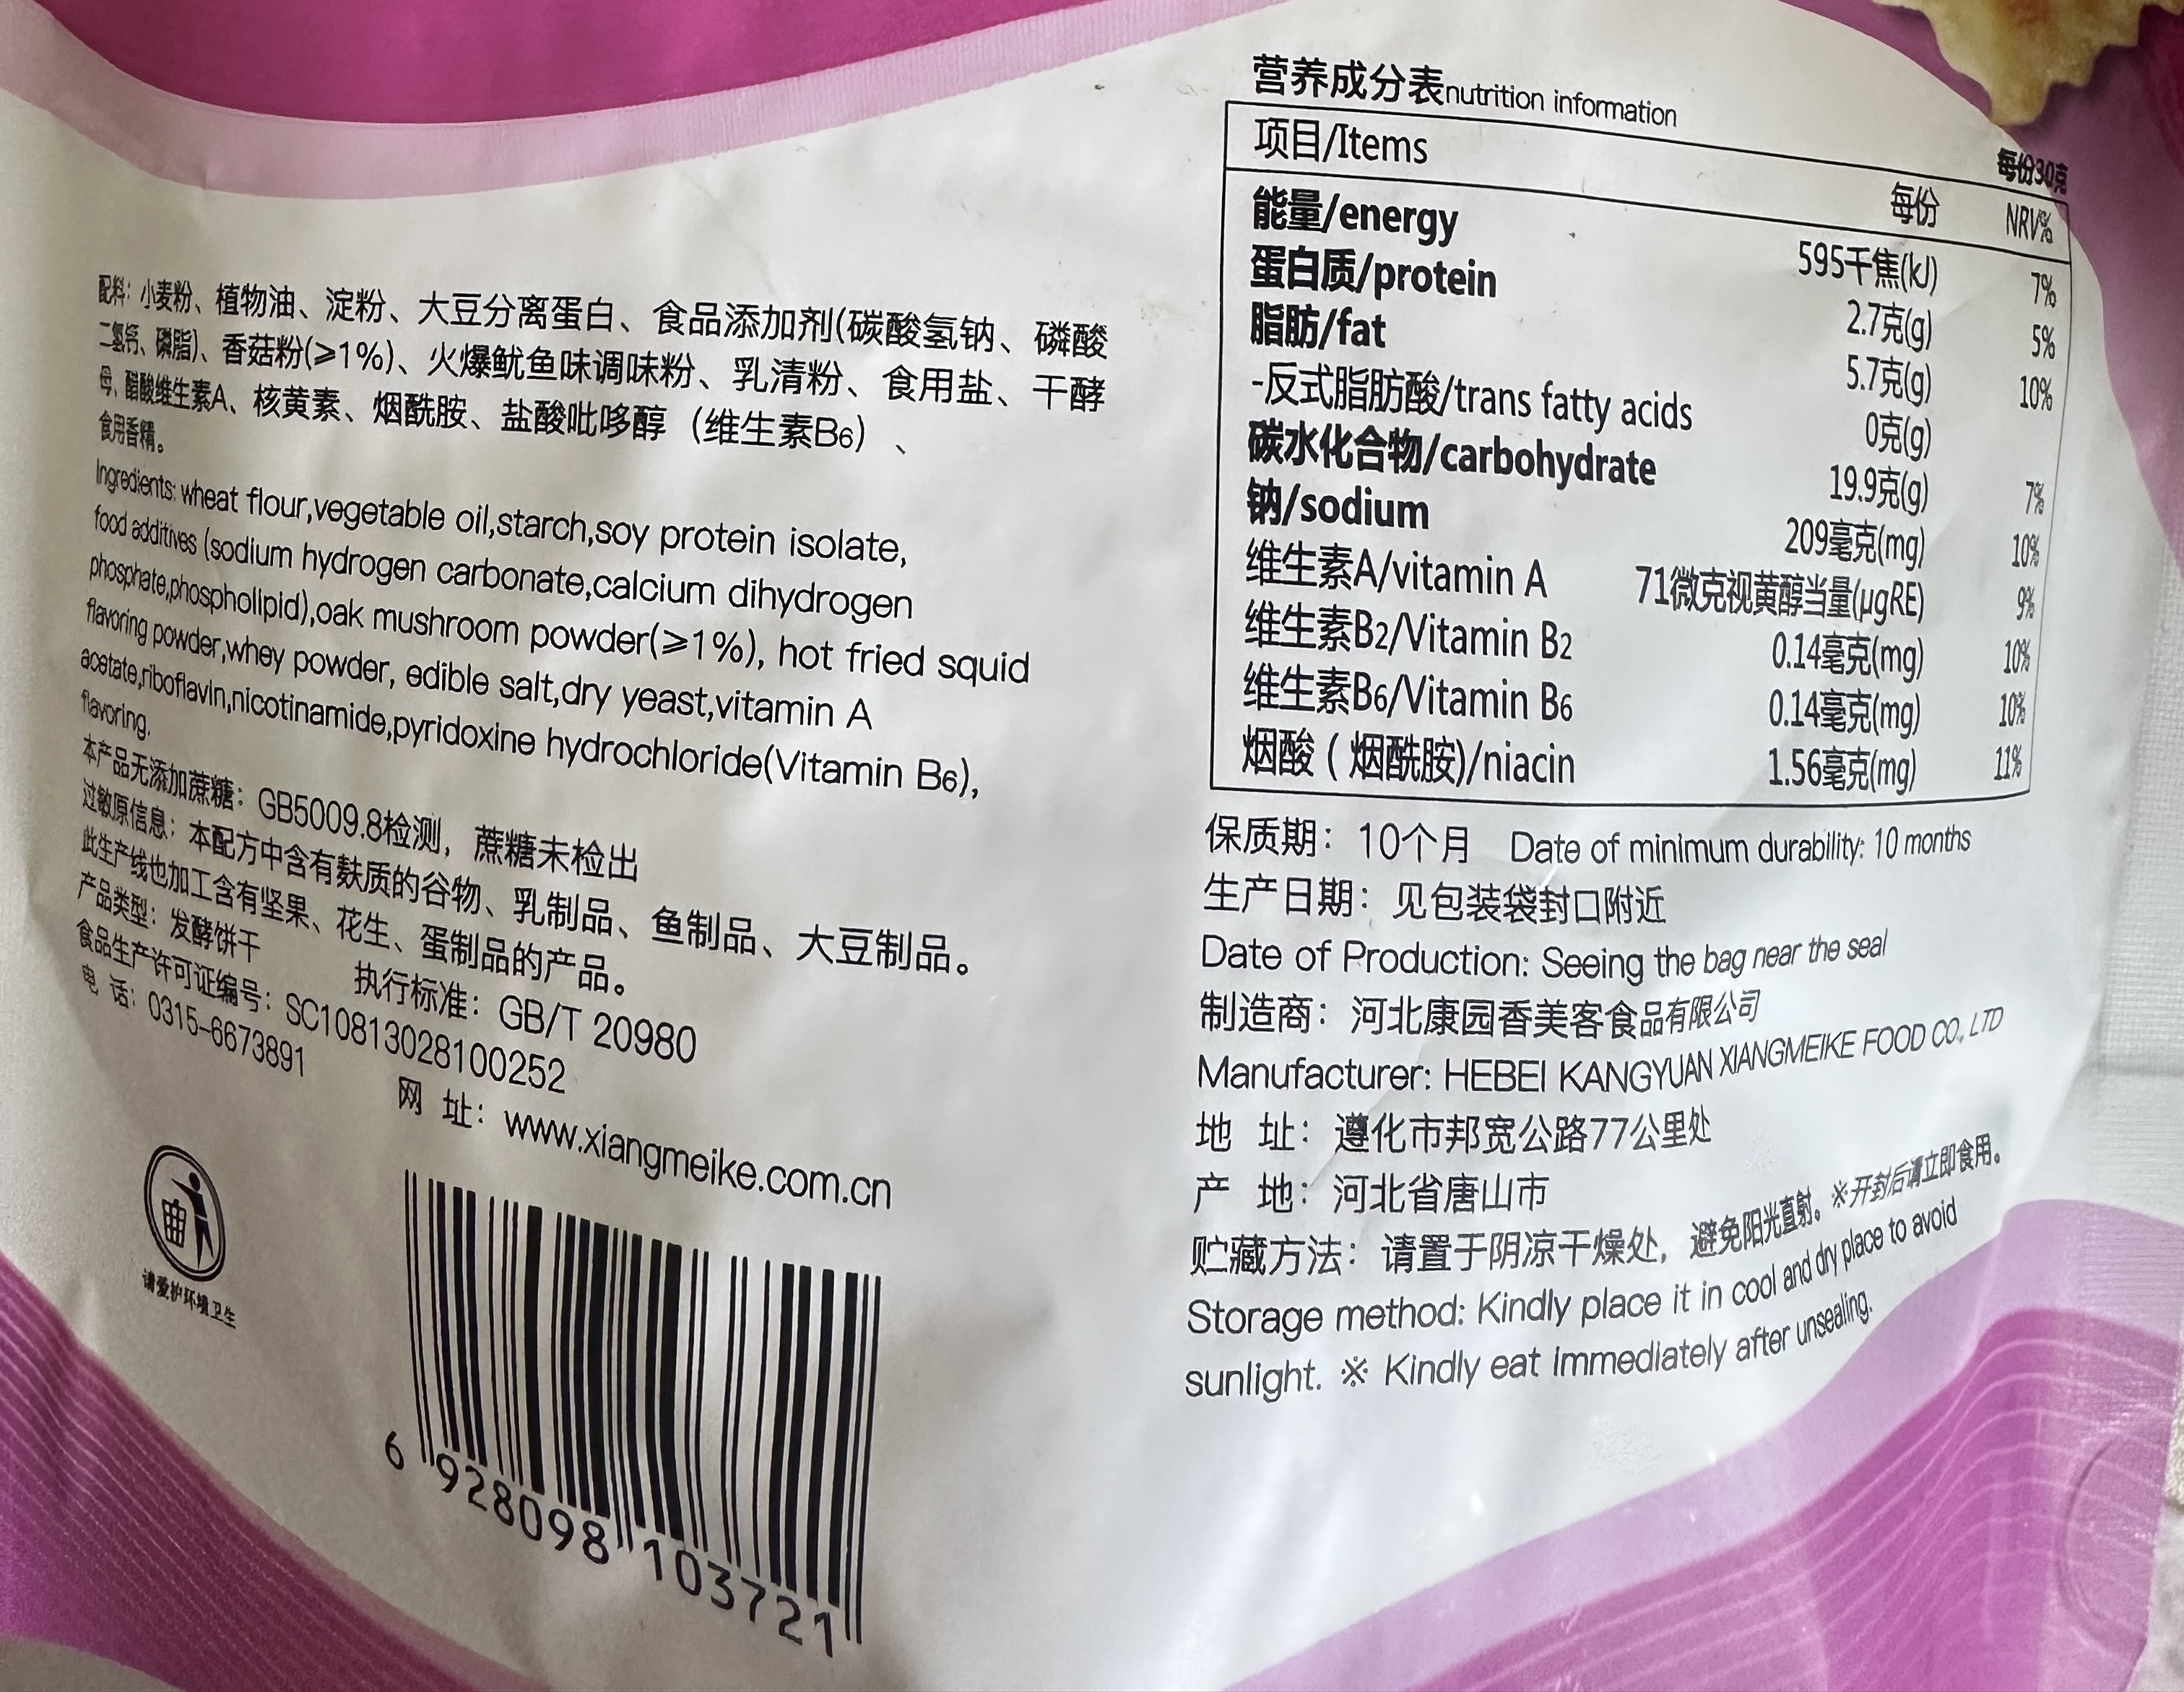 配料: 小麦粉、植物油、淀粉、大豆分离蛋白、食品添加剂(碳酸氢钠、磷酸
二氢钙、磷脂)、香菇粉(≥1%)、火爆鱿鱼味调味粉、乳清粉、食用盐、干酵
母、醋酸维生素A、核黄素、烟酰胺、盐酸吡哆醇（维生素B6）、
食用香精。
Ingredients: wheat flour,vegetable oil,starch,soy protein isolate,
food additives (sodium hydrogen carbonate,calcium dihydrogen
phosphate,phospholipid),oak mushroom powder(≥1%), hot fried squid
flavoring powder,whey powder, edible salt,dry yeast,vitamin A
acetate,riboflavin,nicotinamide,pyridoxine hydrochloride(Vitamin B6),
flavoring.
本产品无添加蔗糖：GB5009.8检测，蔗糖未检出
过敏原信息：本配方中含有麸质的谷物、乳制品、鱼制品、大豆制品。
此生产线也加工含有坚果、花生、蛋制品的产品。
产品类型：发酵饼干 执行标准：GB/T 20980
食品生产许可证编号：SC10813028100252
电 话：0315-6673891 网 址：www.xiangmeike.com.cn
请爱护环境卫生
6 928098 103721
营养成分表nutrition information
每份30克
项目/Items 每份 NRV%
能量/energy 595千焦(kJ) 7%
蛋白质/protein 2.7克(g) 5%
脂肪/fat 5.7克(g) 10%
-反式脂肪酸/trans fatty acids 0克(g)
碳水化合物/carbohydrate 19.9克(g) 7%
钠/sodium 209毫克(mg) 10%
维生素A/vitamin A 71微克视黄醇当量(μgRE) 9%
维生素B2/Vitamin B2 0.14毫克(mg) 10%
维生素B6/Vitamin B6 0.14毫克(mg) 10%
烟酸（烟酰胺)/niacin 1.56毫克(mg) 11%
保质期：10个月 Date of minimum durability: 10 months
生产日期：见包装袋封口附近
Date of Production: Seeing the bag near the seal
制造商：河北康园香美客食品有限公司
Manufacturer: HEBEI KANGYUAN XIANGMEIKE FOOD CO., LTD
地 址：遵化市邦宽公路77公里处
产 地：河北省唐山市
贮藏方法：请置于阴凉干燥处，避免阳光直射。※开封后请立即食用。
Storage method: Kindly place it in cool and dry place to avoid
sunlight. ※ Kindly eat immediately after unsealing.